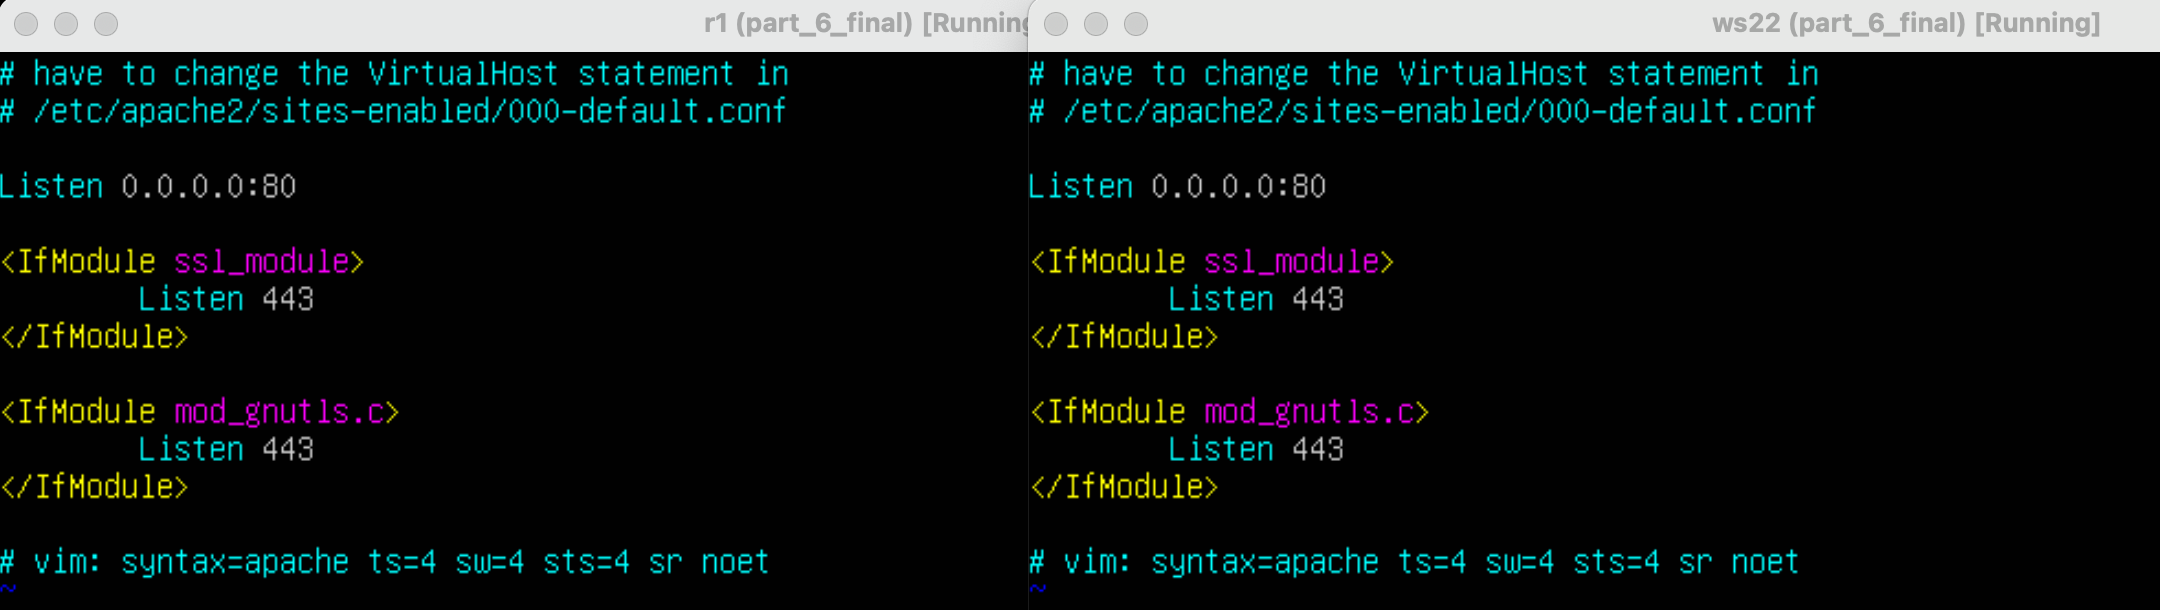 r1 (part_6_final) [Running
# have to change the VirtualHost statement in
# /etc/apache2/sites-enabled/000-default.conf
Listen 0.0.0.0:80
<IfModule ssl_module>
Listen 443
</IfModule>
<IfModule mod_gnutls.c>
Listen 443
</IfModule>
# vim: syntax=apache ts=4 sw=4 sts=4 sr noet
~
ws22 (part_6_final) [Running]
# have to change the VirtualHost statement in
# /etc/apache2/sites-enabled/000-default.conf
Listen 0.0.0.0:80
<IfModule ssl_module>
Listen 443
</IfModule>
<IfModule mod_gnutls.c>
Listen 443
</IfModule>
# vim: syntax=apache ts=4 sw=4 sts=4 sr noet
~